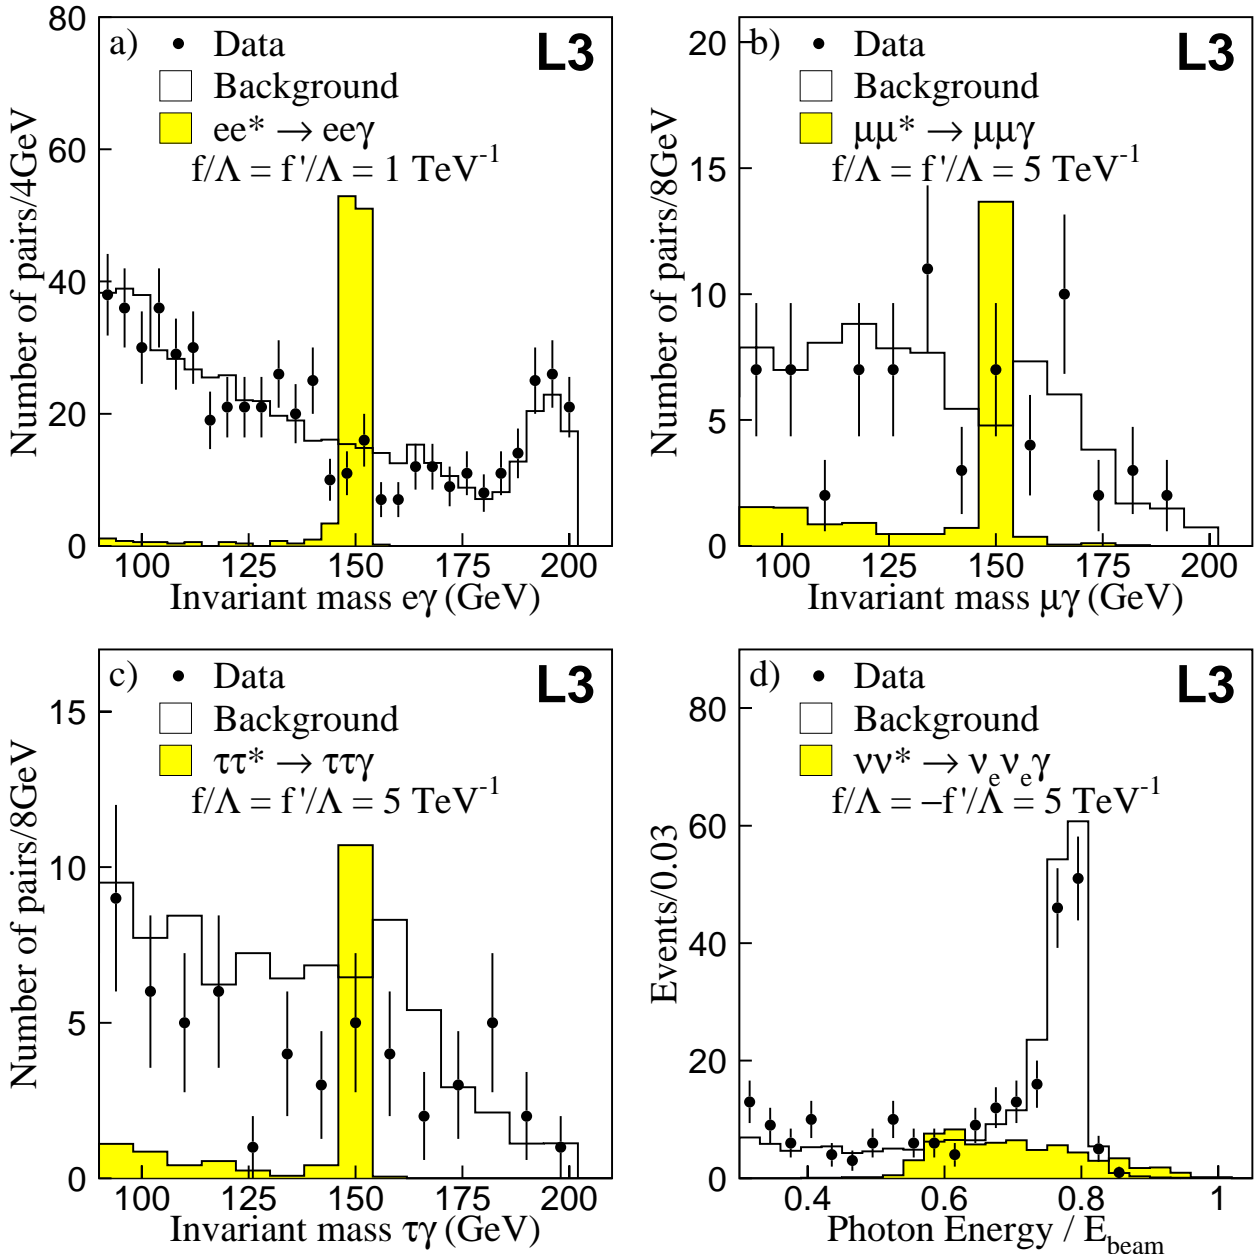 a) Data L3
Background
ee* → eeγ
f/Λ = f'/Λ = 1 TeV⁻¹
Number of pairs/4GeV
80
60
40
20
0
100 125 150 175 200
Invariant mass eγ (GeV)
b) Data L3
Background
μμ* → μμγ
f/Λ = f'/Λ = 5 TeV⁻¹
Number of pairs/8GeV
20
15
10
5
0
100 125 150 175 200
Invariant mass μγ (GeV)
c) Data L3
Background
ττ* → ττγ
f/Λ = f'/Λ = 5 TeV⁻¹
Number of pairs/8GeV
15
10
5
0
100 125 150 175 200
Invariant mass τγ (GeV)
d) Data L3
Background
νν* → νₑνₑγ
f/Λ = −f'/Λ = 5 TeV⁻¹
Events/0.03
80
60
40
20
0
0.4 0.6 0.8 1
Photon Energy / E_beam